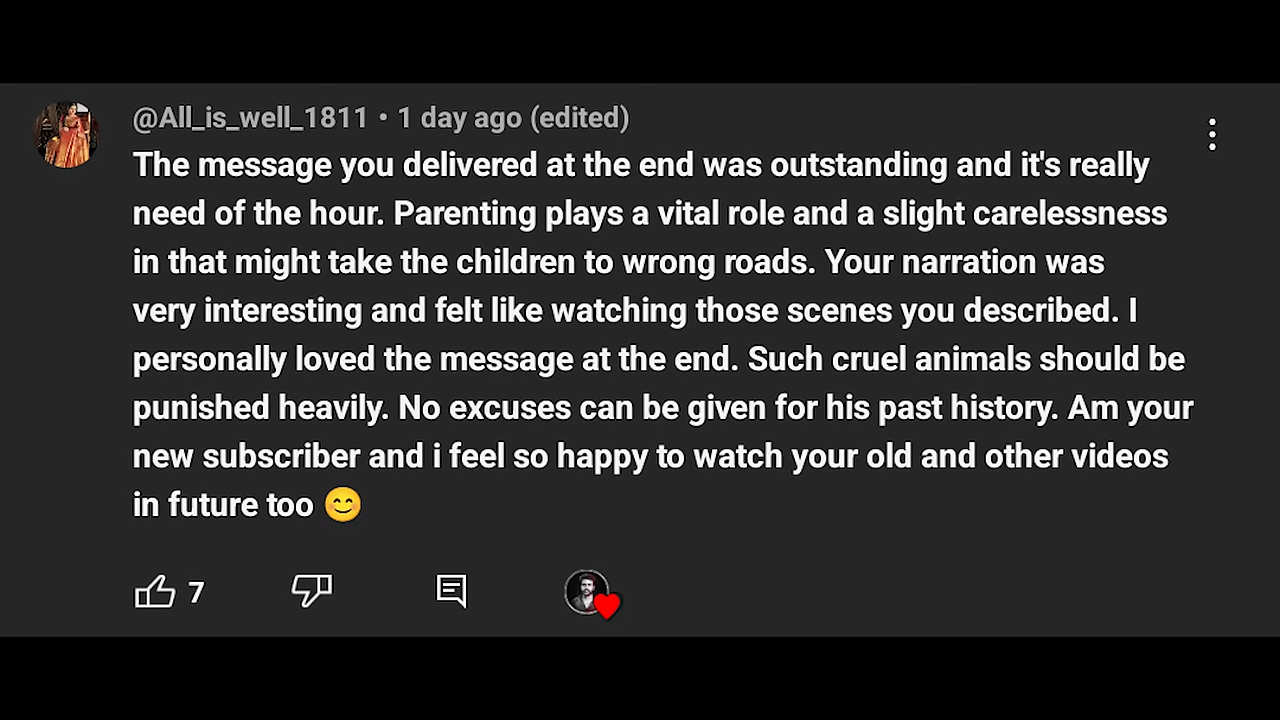 @All_is_well_1811 • 1 day ago (edited)
The message you delivered at the end was outstanding and it's really
need of the hour. Parenting plays a vital role and a slight carelessness
in that might take the children to wrong roads. Your narration was
very interesting and felt like watching those scenes you described. I
personally loved the message at the end. Such cruel animals should be
punished heavily. No excuses can be given for his past history. Am your
new subscriber and i feel so happy to watch your old and other videos
in future too 😊
7